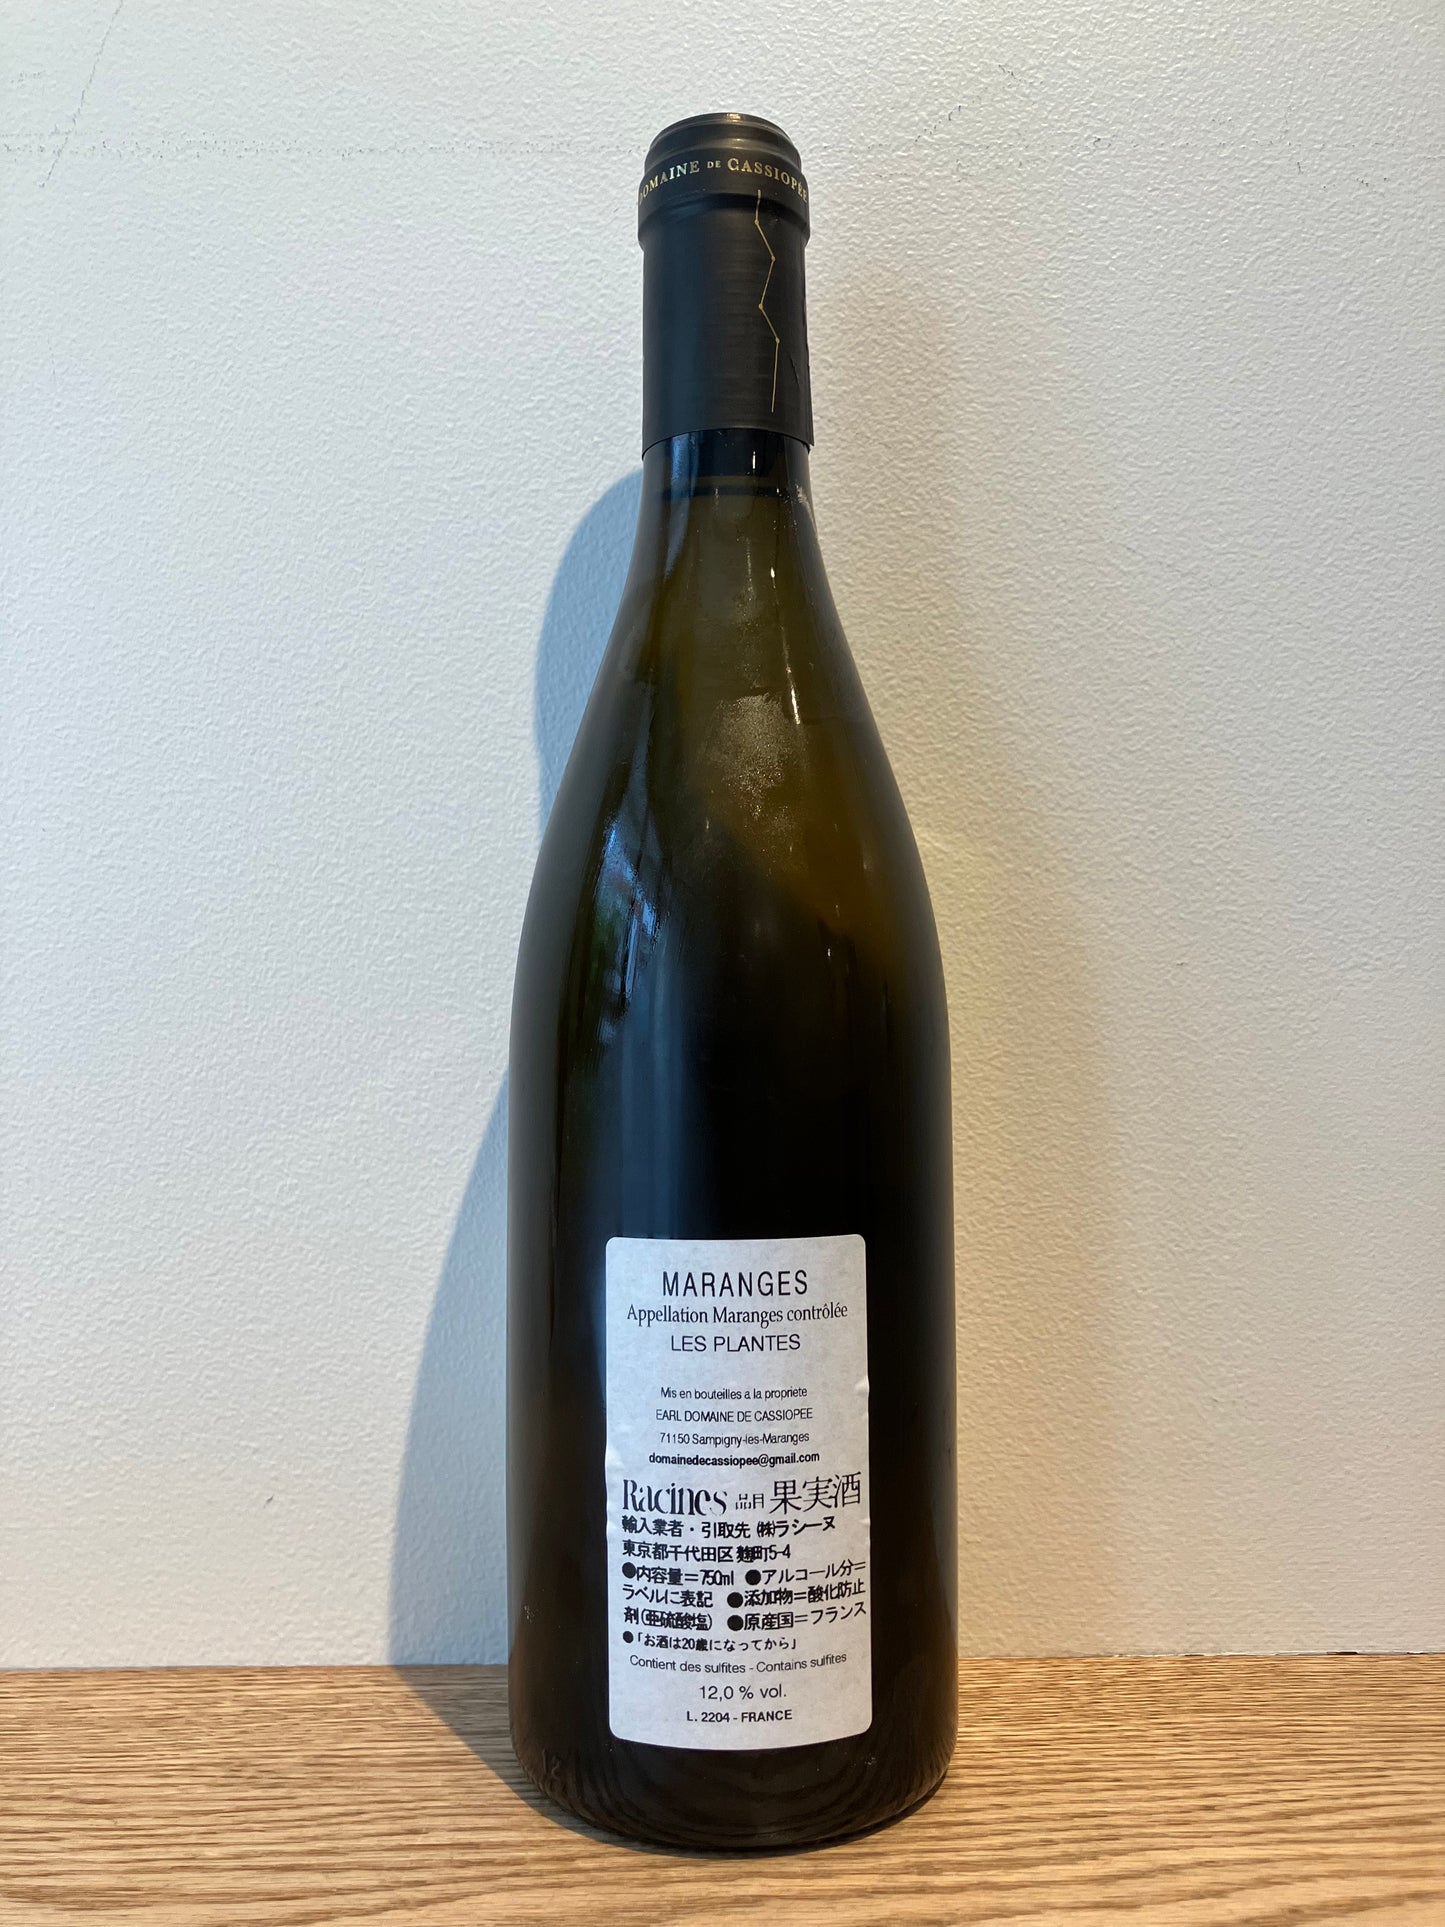 DOMAINE DE CASSIOPÉE
MARANGES
Appellation Maranges contrôlée
LES PLANTES
Mis en bouteilles a la propriete
EARL DOMAINE DE CASSIOPEE
71150 Sampigny-les-Maranges
domainedecassiopee@gmail.com
Racines 品目 果実酒
輸入業者・引取先 (株)ラシーヌ
東京都千代田区麹町5-4
●内容量=750ml ●アルコール分=
ラベルに表記 ●添加物=酸化防止
剤(亜硫酸塩) ●原産国=フランス
●「お酒は20歳になってから」
Contient des sulfites - Contains sulfites
12,0 % vol.
L. 2204 - FRANCE